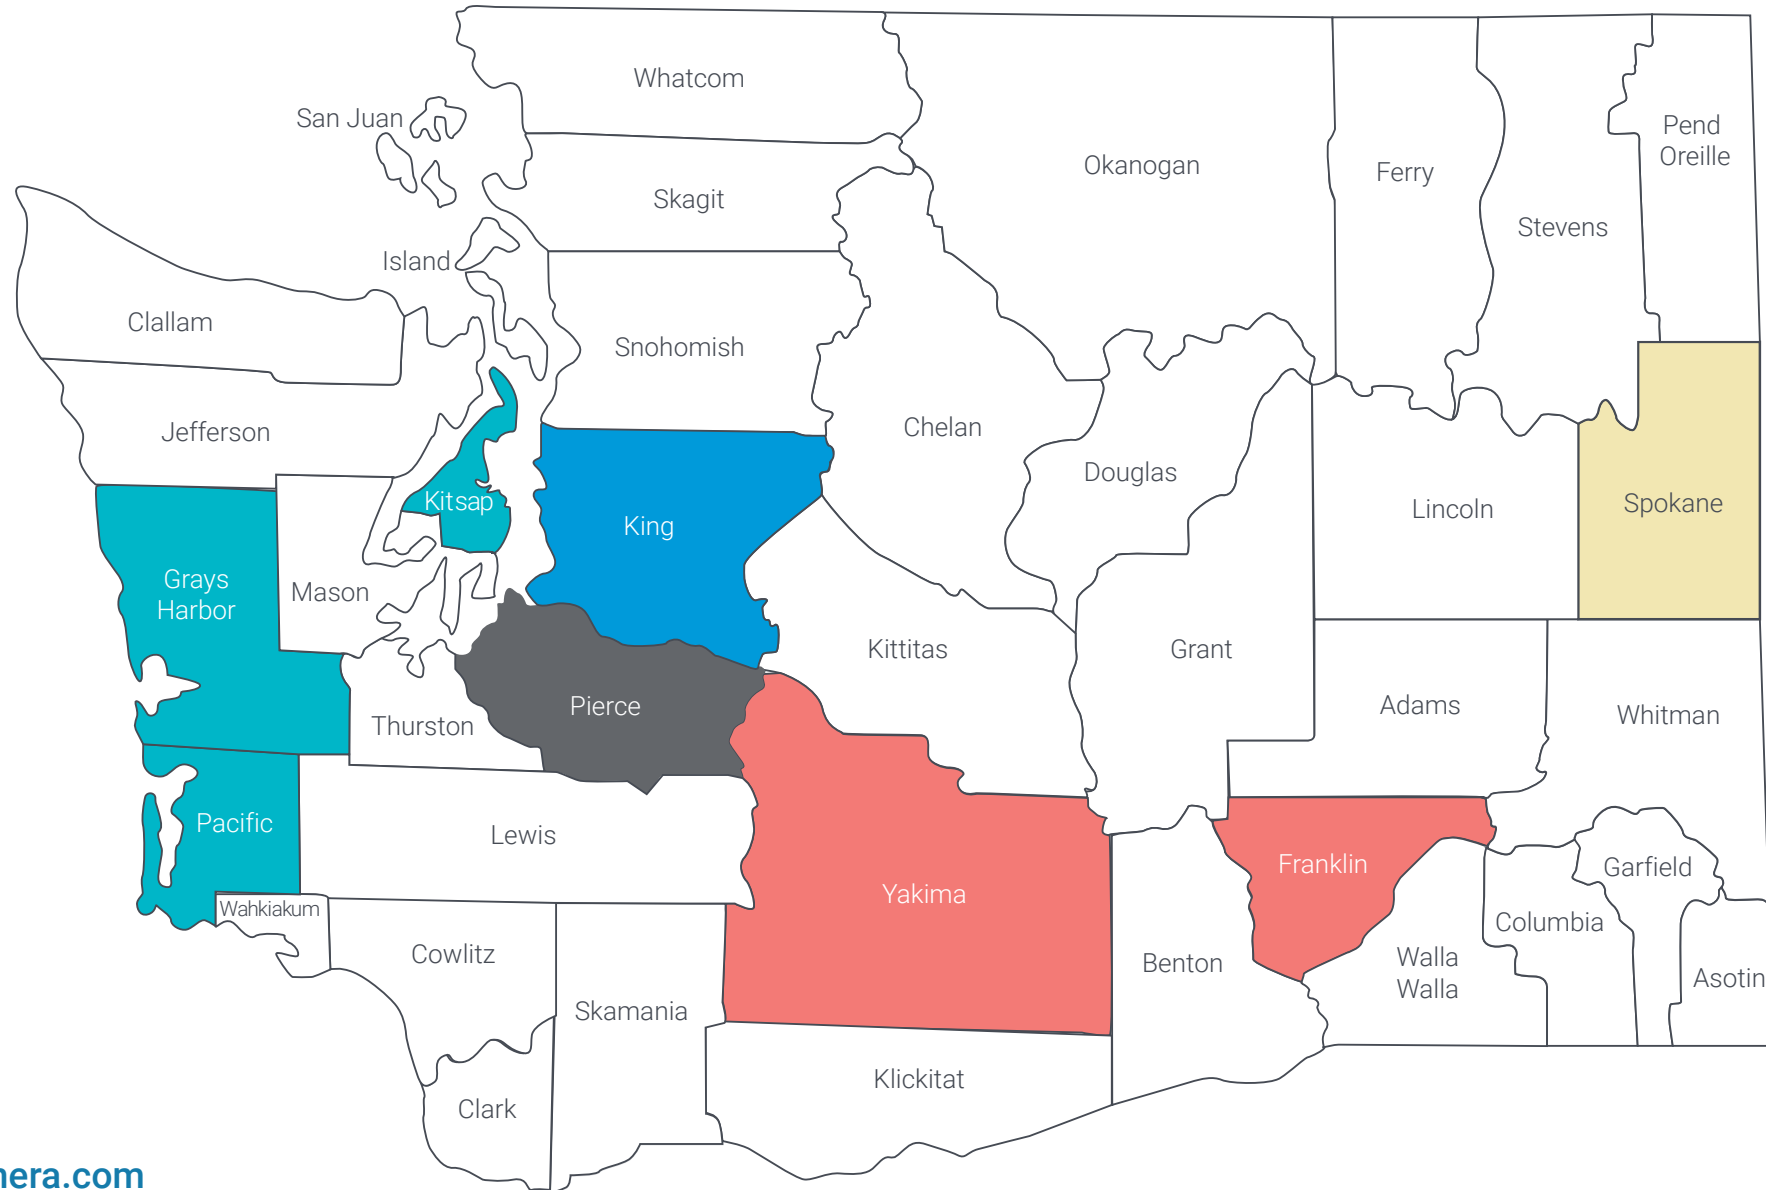 Whatcom
San Juan
Pend
Oreille
Okanogan
Ferry
Skagit
Stevens
Island
Clallam
Snohomish
Jefferson
Chelan
Douglas
Kitsap
Lincoln
Spokane
King
Grays
Harbor
Mason
Kittitas
Grant
Pierce
Adams
Whitman
Thurston
Pacific
Lewis
Franklin
Garfield
Yakima
Wahkiakum
Columbia
Cowlitz
Benton
Walla
Walla
Asotin
Skamania
Klickitat
Clark
nera.com